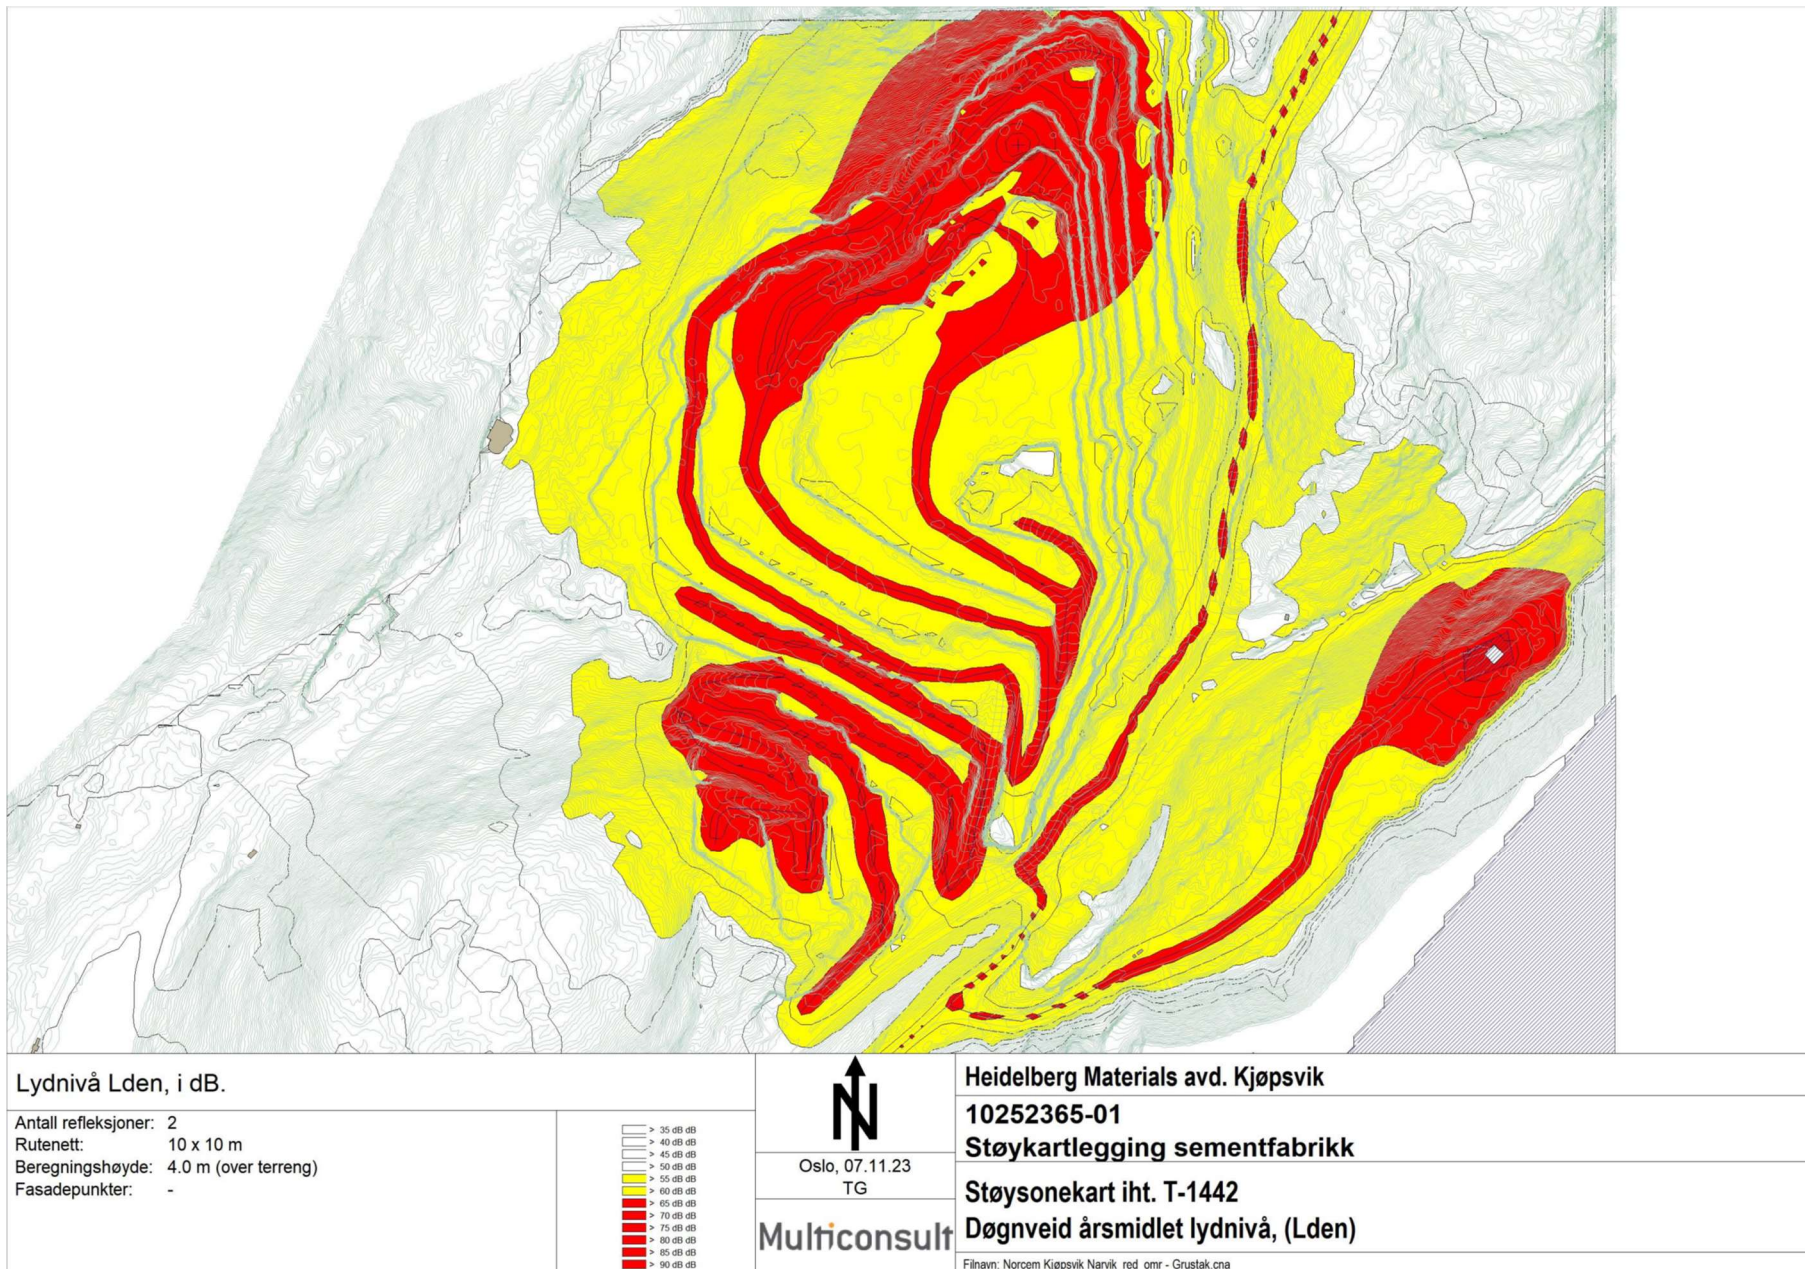 Lydnivå Lden, i dB.
Antall refleksjoner: 2
Rutenett: 10 x 10 m
Beregningshøyde: 4.0 m (over terreng)
Fasadepunkter: -
> 35 dB dB
> 40 dB dB
> 45 dB dB
> 50 dB dB
> 55 dB dB
> 60 dB dB
> 65 dB dB
> 70 dB dB
> 75 dB dB
> 80 dB dB
> 85 dB dB
> 90 dB dB
N
Oslo, 07.11.23
TG
Multiconsult
Heidelberg Materials avd. Kjøpsvik
10252365-01
Støykartlegging sementfabrikk
Støysonekart iht. T-1442
Døgnveid årsmidlet lydnivå, (Lden)
Filnavn: Norcem Kjøpsvik Narvik_red_omr - Grustak.cna